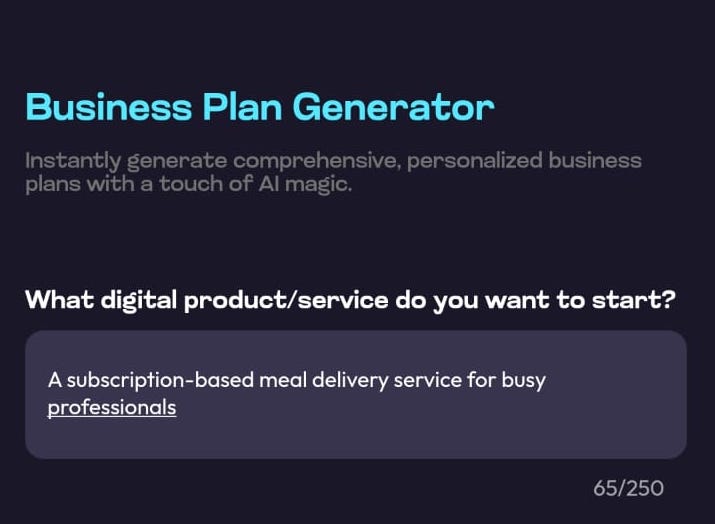 Business Plan Generator
Instantly generate comprehensive, personalized business
plans with a touch of AI magic.
What digital product/service do you want to start?
A subscription-based meal delivery service for busy
professionals
65/250